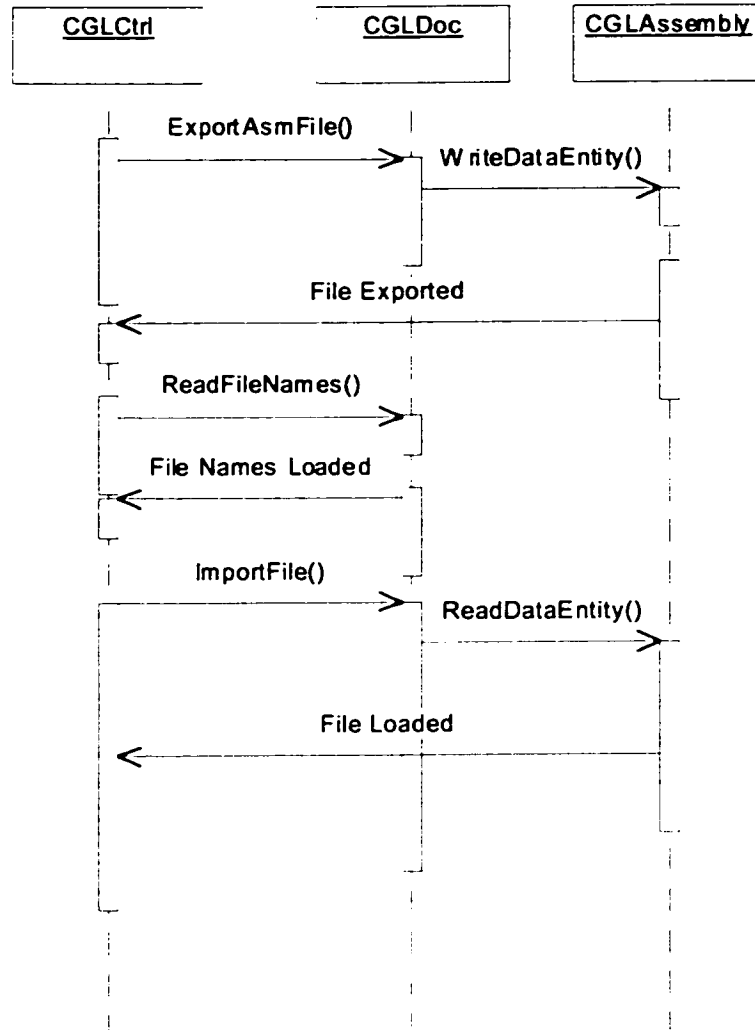 CGLCtrl
CGLDoc
CGLAssembly
ExportAsmFile()
WriteDataEntity()
File Exported
ReadFileNames()
File Names Loaded
ImportFile()
ReadDataEntity()
File Loaded